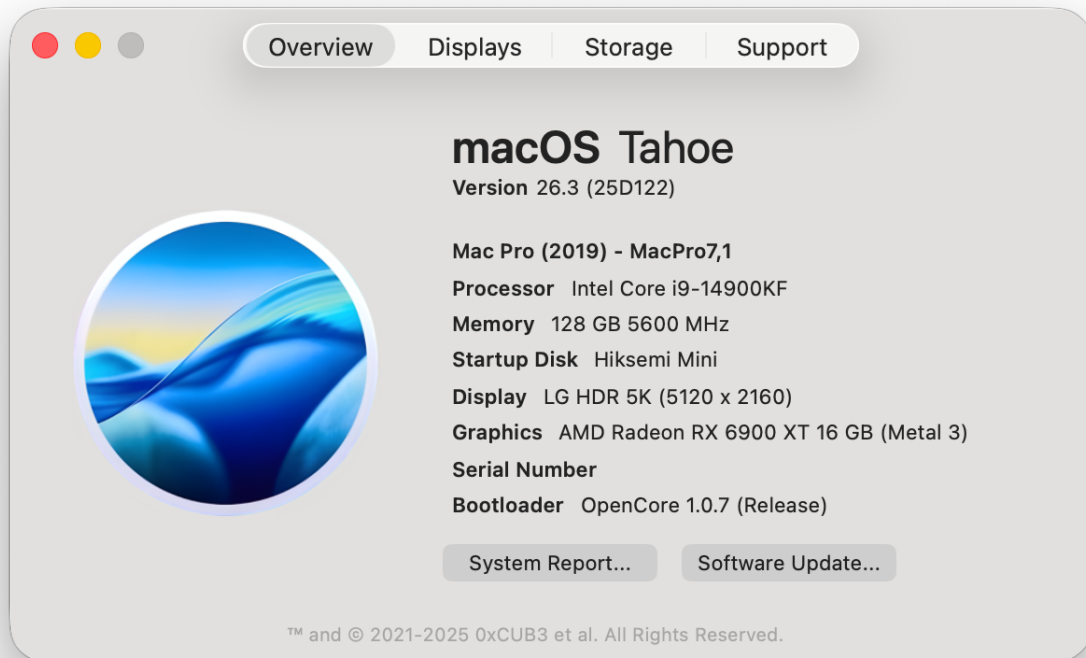 Overview Displays Storage Support
macOS Tahoe
Version 26.3 (25D122)
Mac Pro (2019) - MacPro7,1
Processor Intel Core i9-14900KF
Memory 128 GB 5600 MHz
Startup Disk Hiksemi Mini
Display LG HDR 5K (5120 x 2160)
Graphics AMD Radeon RX 6900 XT 16 GB (Metal 3)
Serial Number
Bootloader OpenCore 1.0.7 (Release)
System Report... Software Update...
™ and © 2021-2025 0xCUB3 et al. All Rights Reserved.